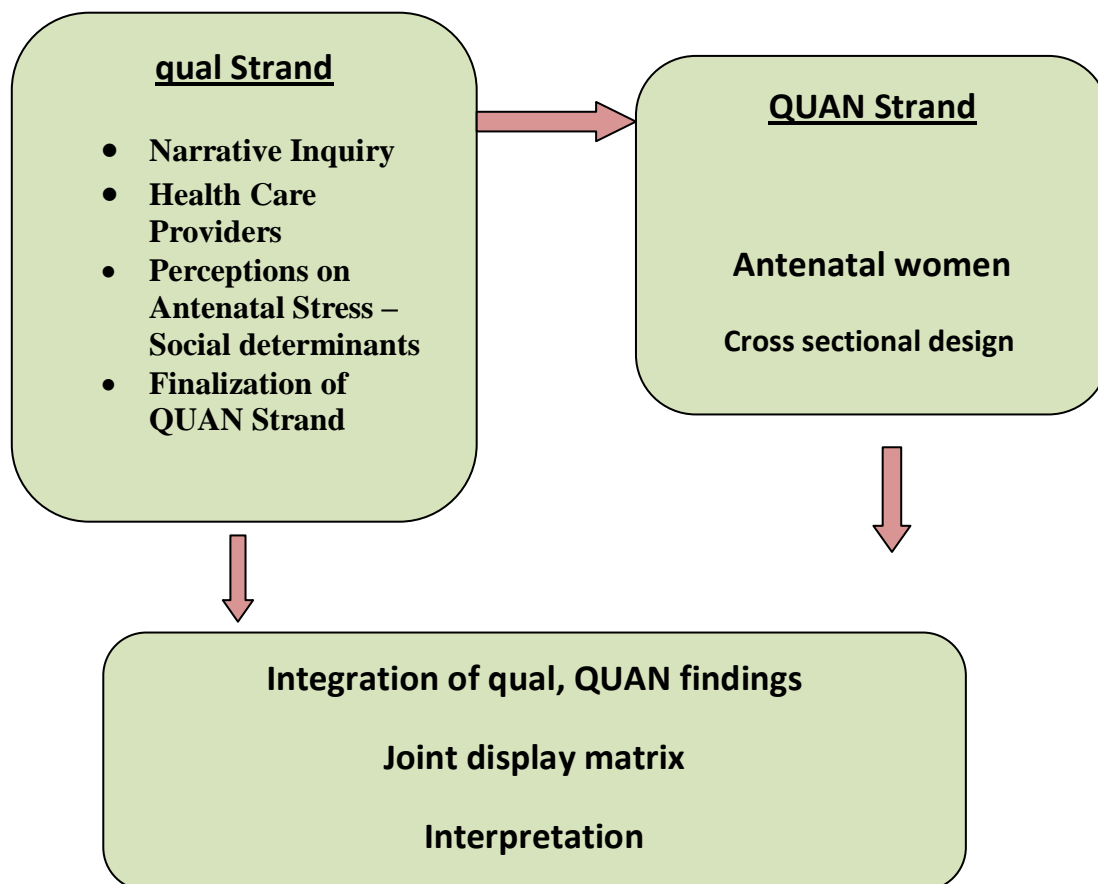 qual Strand
• Narrative Inquiry
• Health Care
Providers
• Perceptions on
Antenatal Stress –
Social determinants
• Finalization of
QUAN Strand
QUAN Strand
Antenatal women
Cross sectional design
Integration of qual, QUAN findings
Joint display matrix
Interpretation